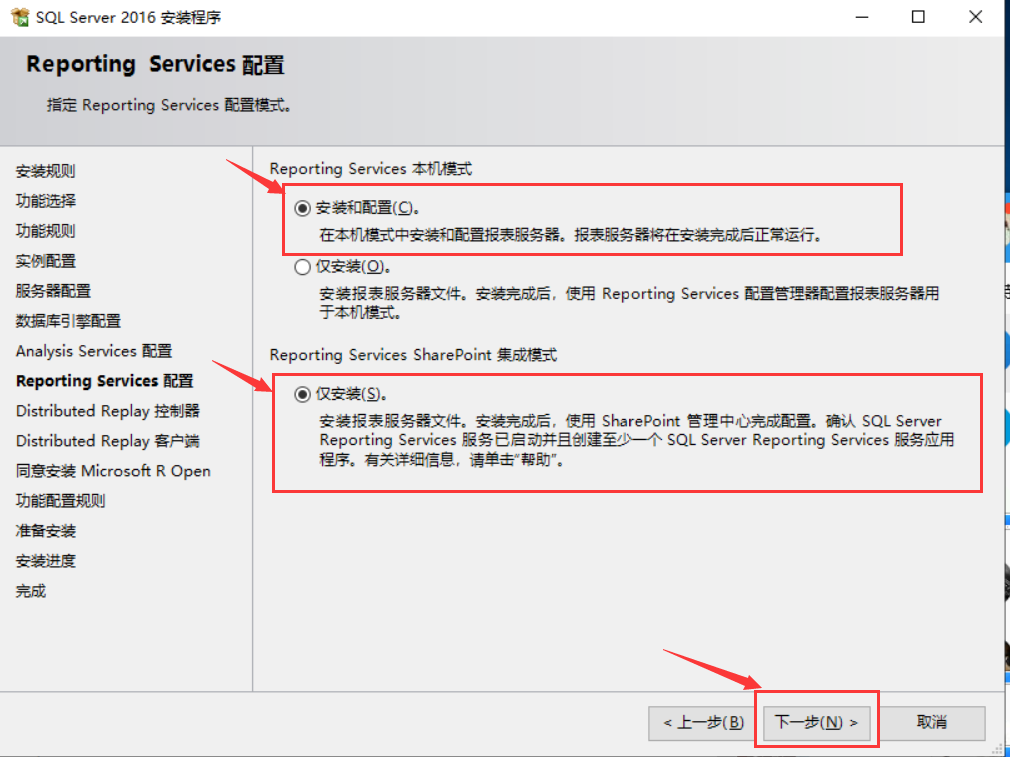 SQL Server 2016 安装程序
Reporting Services 配置
指定 Reporting Services 配置模式。
安装规则
功能选择
功能规则
实例配置
服务器配置
数据库引擎配置
Analysis Services 配置
Reporting Services 配置
Distributed Replay 控制器
Distributed Replay 客户端
同意安装 Microsoft R Open
功能配置规则
准备安装
安装进度
完成
Reporting Services 本机模式
安装和配置(C)。
在本机模式中安装和配置报表服务器。报表服务器将在安装完成后正常运行。
仅安装(O)。
安装报表服务器文件。安装完成后，使用 Reporting Services 配置管理器配置报表服务器用
于本机模式。
Reporting Services SharePoint 集成模式
仅安装(S)。
安装报表服务器文件。安装完成后，使用 SharePoint 管理中心完成配置。确认 SQL Server
Reporting Services 服务已启动并且创建至少一个 SQL Server Reporting Services 服务应用
程序。有关详细信息，请单击“帮助”。
< 上一步(B)
下一步(N) >
取消